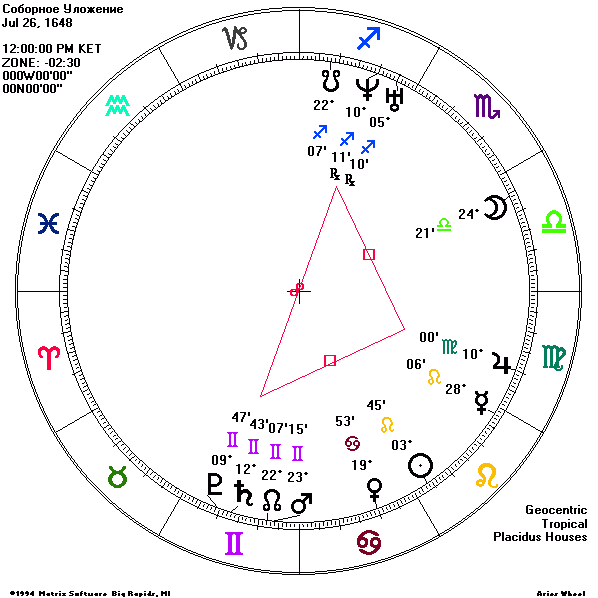 Соборное Уложение
Jul 26, 1648
12:00:00 PM KET
ZONE: -02:30
000W00'00"
00N00'00"
22° 10° 05°
07' 11' 10'
℞ ℞
24°
21'
00'
10°
06'
28°
45'
03°
53'
19°
47' 43' 07' 15'
09° 12° 22° 23°
Geocentric
Tropical
Placidus Houses
©1994 Matrix Software Big Rapids, MI
Aries Wheel